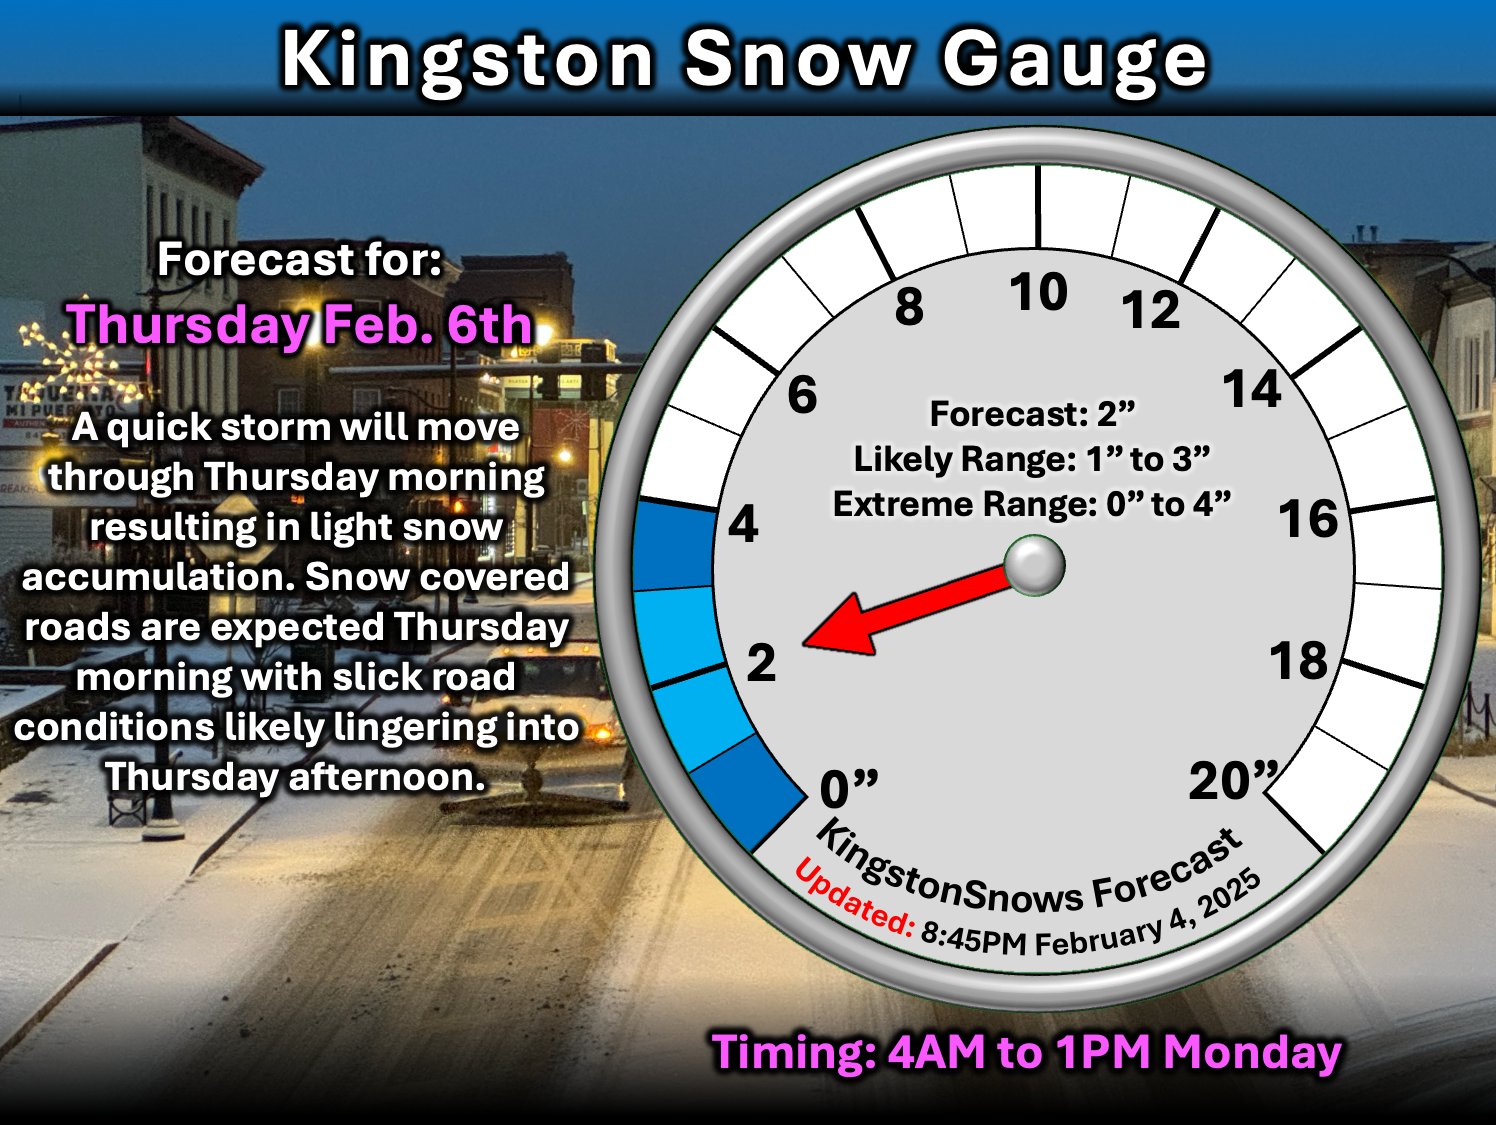 Kingston Snow Gauge
Forecast for:
Thursday Feb. 6th
A quick storm will move
through Thursday morning
resulting in light snow
accumulation. Snow covered
roads are expected Thursday
morning with slick road
conditions likely lingering into
Thursday afternoon.
0”
2
4
6
8
10
12
14
16
18
20”
Forecast: 2”
Likely Range: 1” to 3”
Extreme Range: 0” to 4”
KingstonSnows Forecast
Updated: 8:45PM February 4, 2025
Timing: 4AM to 1PM Monday
MI PUEBLO